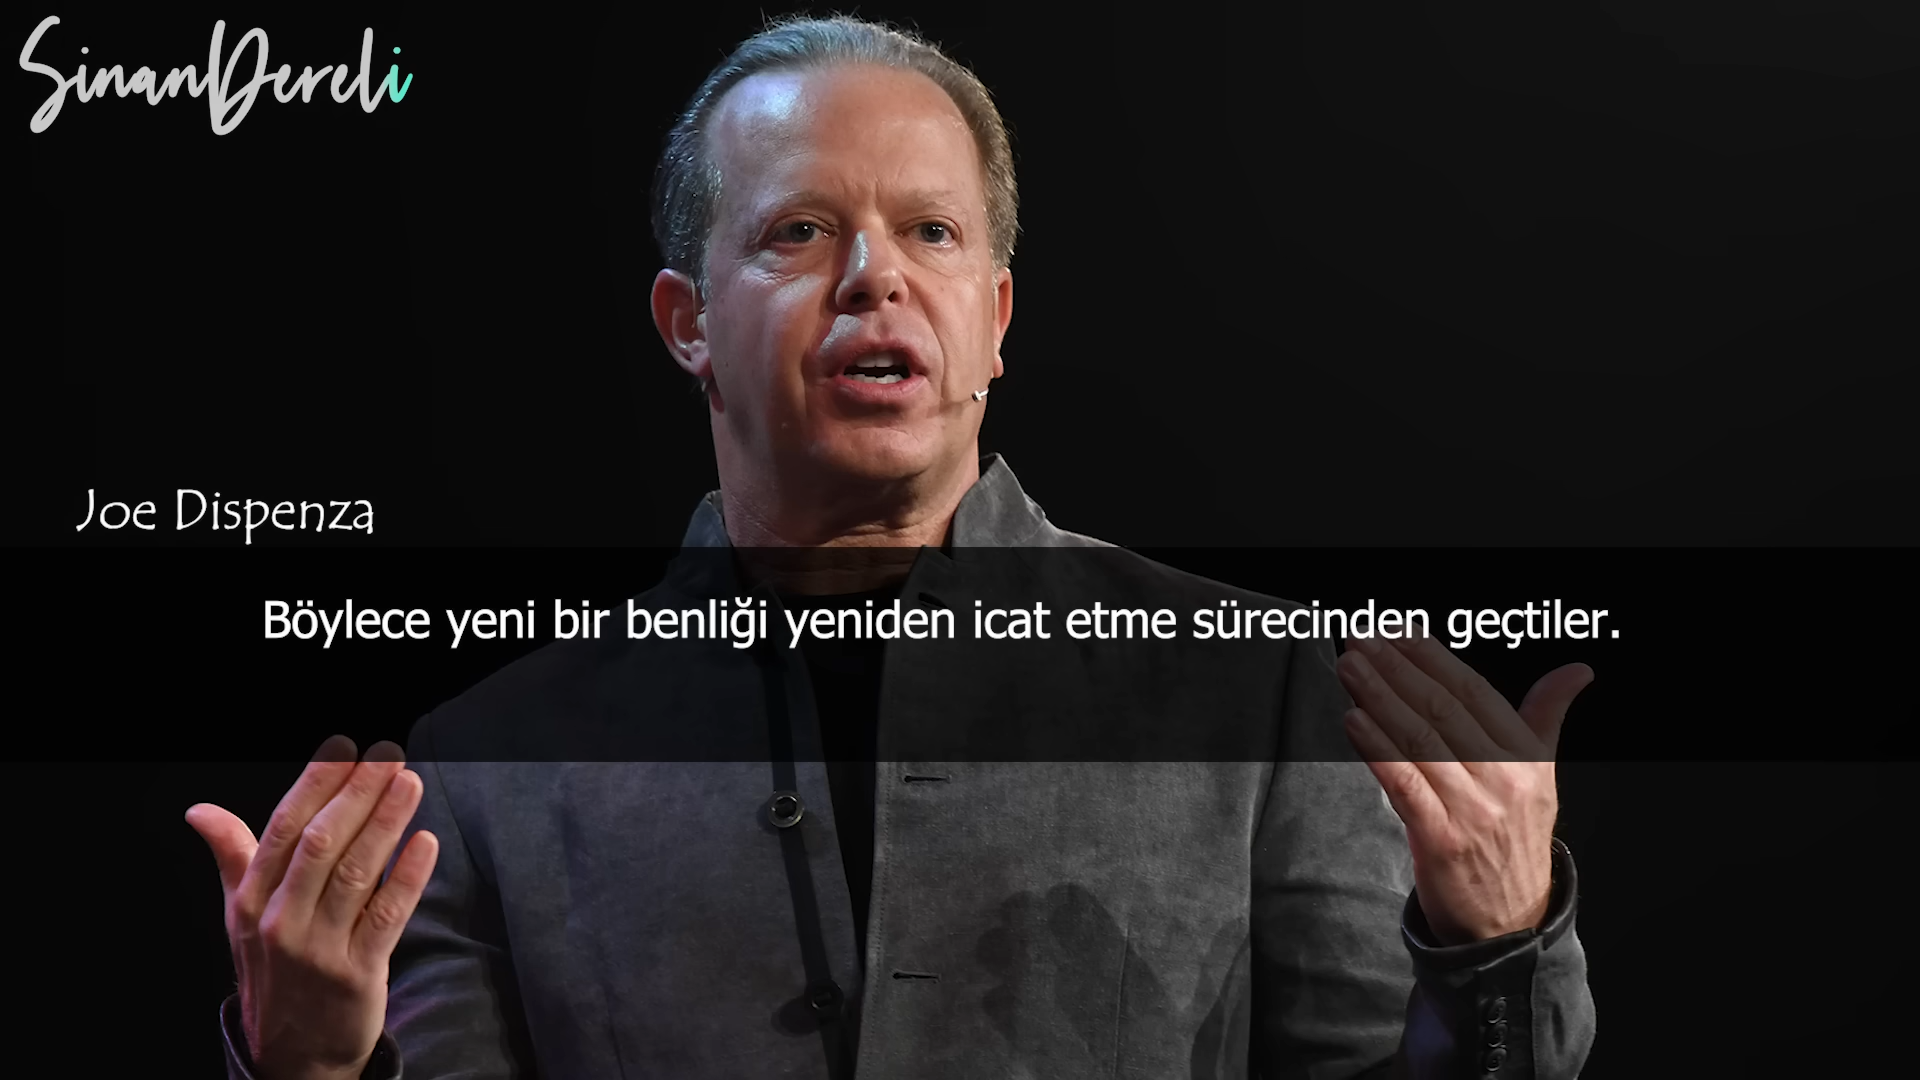 SinanDereli
Joe Dispenza
Böylece yeni bir benliği yeniden icat etme sürecinden geçtiler.